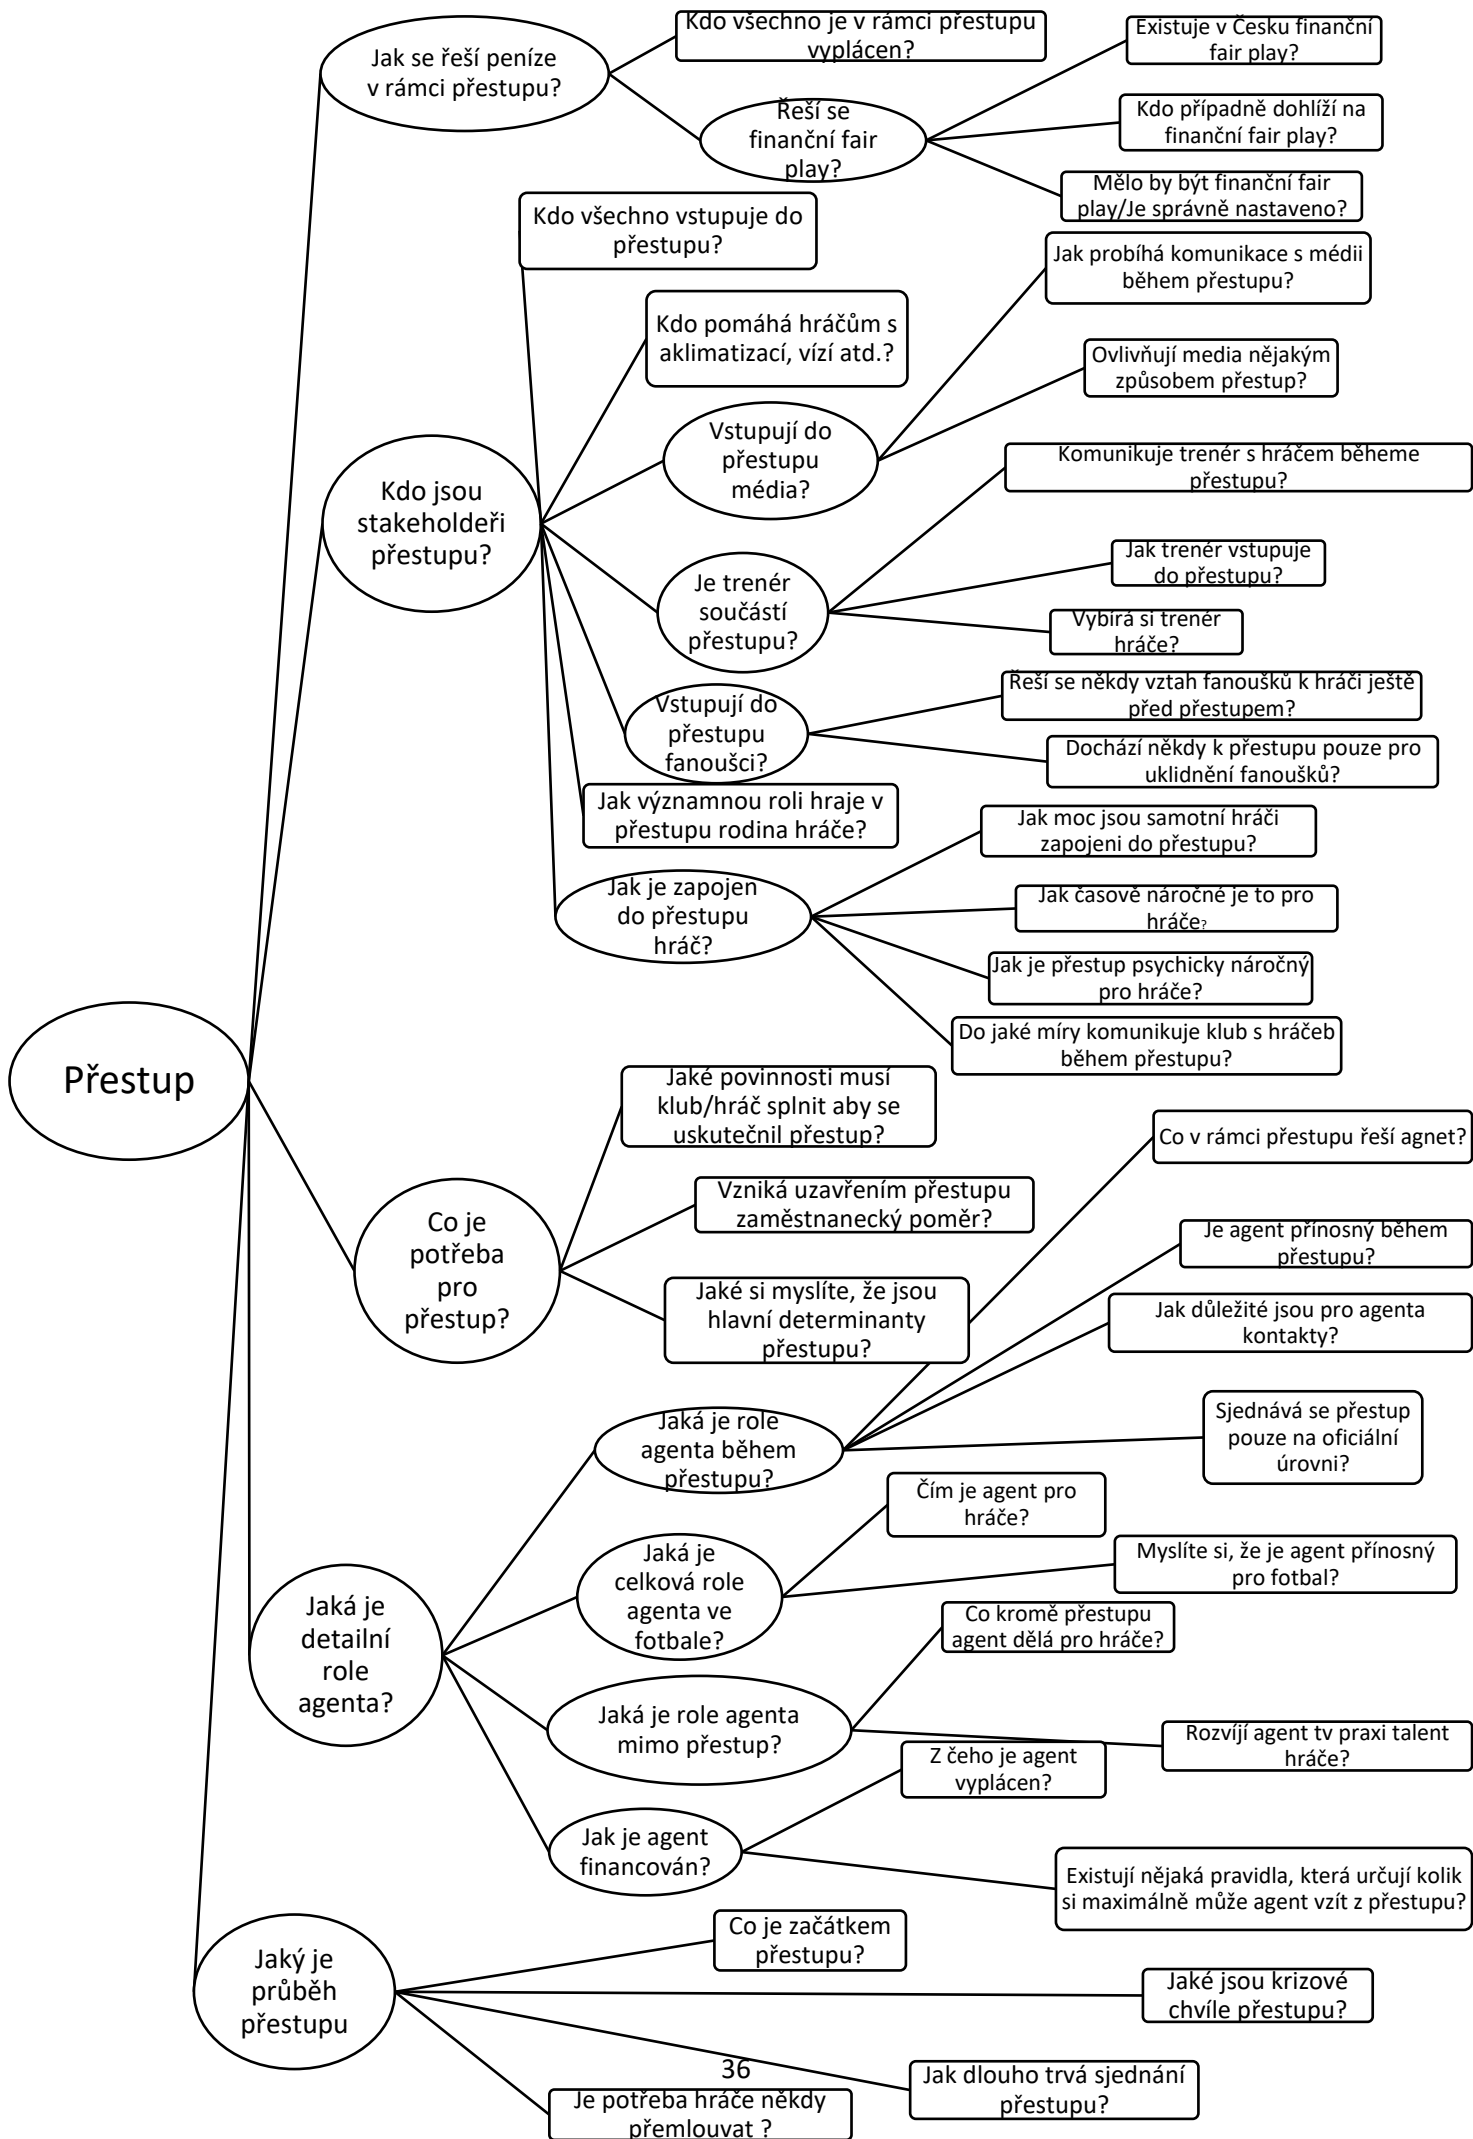 Přestup
Jak se řeší peníze
v rámci přestupu?
Kdo všechno je v rámci přestupu
vyplácen?
Řeší se
finanční fair
play?
Existuje v Česku finanční
fair play?
Kdo případně dohlíží na
finanční fair play?
Mělo by být finanční fair
play/Je správně nastaveno?
Kdo jsou
stakeholdeři
přestupu?
Kdo všechno vstupuje do
přestupu?
Kdo pomáhá hráčům s
aklimatizací, vízí atd.?
Vstupují do
přestupu
média?
Jak probíhá komunikace s médii
během přestupu?
Ovlivňují media nějakým
způsobem přestup?
Je trenér
součástí
přestupu?
Komunikuje trenér s hráčem běheme
přestupu?
Jak trenér vstupuje
do přestupu?
Vybírá si trenér
hráče?
Vstupují do
přestupu
fanoušci?
Řeší se někdy vztah fanoušků k hráči ještě
před přestupem?
Dochází někdy k přestupu pouze pro
uklidnění fanoušků?
Jak významnou roli hraje v
přestupu rodina hráče?
Jak je zapojen
do přestupu
hráč?
Jak moc jsou samotní hráči
zapojeni do přestupu?
Jak časově náročné je to pro
hráče?
Jak je přestup psychicky náročný
pro hráče?
Do jaké míry komunikuje klub s hráčeb
během přestupu?
Co je
potřeba
pro
přestup?
Jaké povinnosti musí
klub/hráč splnit aby se
uskutečnil přestup?
Vzniká uzavřením přestupu
zaměstnanecký poměr?
Jaké si myslíte, že jsou
hlavní determinanty
přestupu?
Jaká je
detailní
role
agenta?
Jaká je role
agenta během
přestupu?
Co v rámci přestupu řeší agnet?
Je agent přínosný během
přestupu?
Jak důležité jsou pro agenta
kontakty?
Sjednává se přestup
pouze na oficiální
úrovni?
Jaká je
celková role
agenta ve
fotbale?
Čím je agent pro
hráče?
Myslíte si, že je agent přínosný
pro fotbal?
Jaká je role agenta
mimo přestup?
Co kromě přestupu
agent dělá pro hráče?
Rozvíjí agent tv praxi talent
hráče?
Jak je agent
financován?
Z čeho je agent
vyplácen?
Existují nějaká pravidla, která určují kolik
si maximálně může agent vzít z přestupu?
Jaký je
průběh
přestupu
Co je začátkem
přestupu?
Jaké jsou krizové
chvíle přestupu?
Jak dlouho trvá sjednání
přestupu?
Je potřeba hráče někdy
přemlouvat ?
36